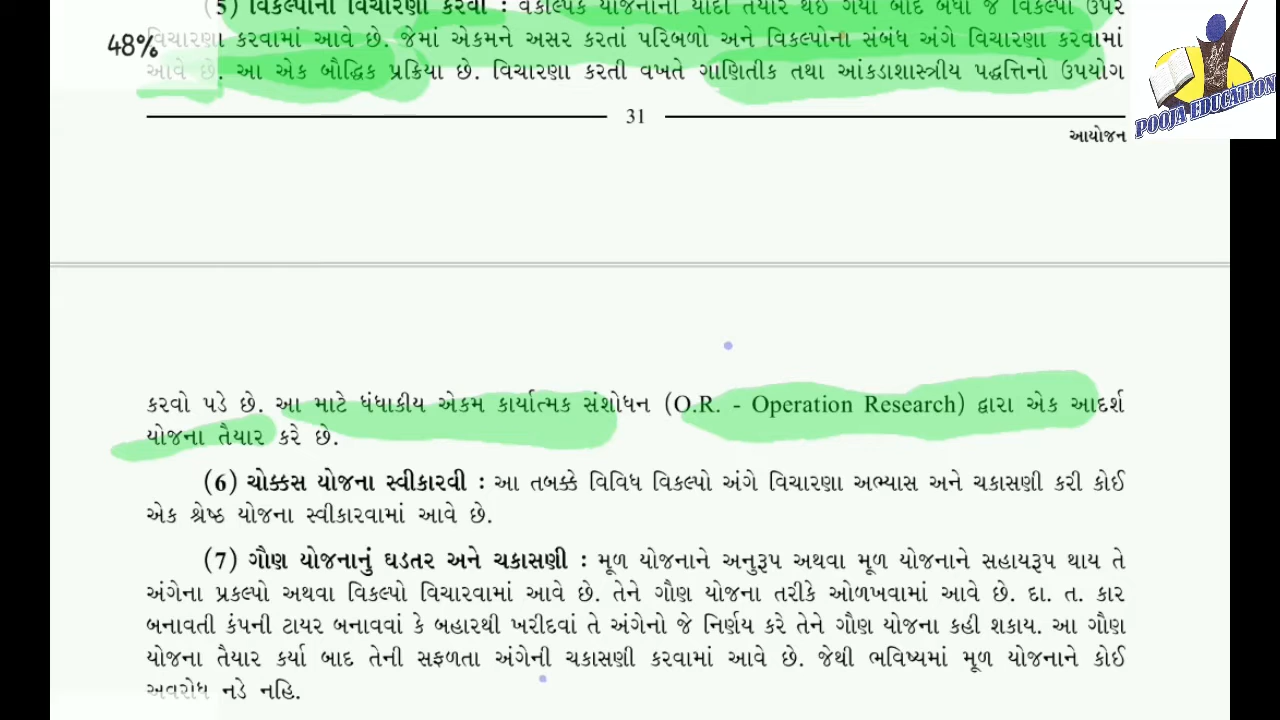 (5) વિકલ્પોની વિચારણા કરવી : વૈકલ્પિક યોજનાની યાદી તૈયાર થઈ ગયા બાદ બધા જ વિકલ્પો ઉપર
વિચારણા કરવામાં આવે છે. જેમાં એકમને અસર કરતાં પરિબળો અને વિકલ્પોના સંબંધ અંગે વિચારણા કરવામાં
આવે છે. આ એક બૌદ્ધિક પ્રક્રિયા છે. વિચારણા કરતી વખતે ગાણિતીક તથા આંકડાશાસ્ત્રીય પદ્ધત્તિનો ઉપયોગ
48%
POOJA EDUCATION
31
આયોજન
કરવો પડે છે. આ માટે ધંધાકીય એકમ કાર્યાત્મક સંશોધન (O.R. - Operation Research) દ્વારા એક આદર્શ
યોજના તૈયાર કરે છે.
(6) ચોક્કસ યોજના સ્વીકારવી : આ તબક્કે વિવિધ વિકલ્પો અંગે વિચારણા અભ્યાસ અને ચકાસણી કરી કોઈ
એક શ્રેષ્ઠ યોજના સ્વીકારવામાં આવે છે.
(7) ગૌણ યોજનાનું ઘડતર અને ચકાસણી : મૂળ યોજનાને અનુરૂપ અથવા મૂળ યોજનાને સહાયરૂપ થાય તે
અંગેના પ્રકલ્પો અથવા વિકલ્પો વિચારવામાં આવે છે. તેને ગૌણ યોજના તરીકે ઓળખવામાં આવે છે. દા. ત. કાર
બનાવતી કંપની ટાયર બનાવવાં કે બહારથી ખરીદવાં તે અંગેનો જે નિર્ણય કરે તેને ગૌણ યોજના કહી શકાય. આ ગૌણ
યોજના તૈયાર કર્યા બાદ તેની સફળતા અંગેની ચકાસણી કરવામાં આવે છે. જેથી ભવિષ્યમાં મૂળ યોજનાને કોઈ
અવરોધ નડે નહિ.